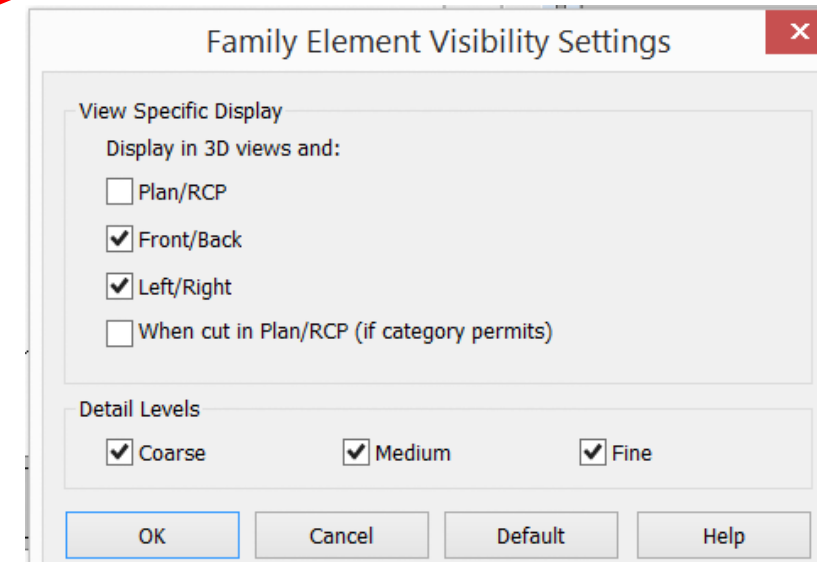 Family Element Visibility Settings
View Specific Display
Display in 3D views and:
Plan/RCP
Front/Back
Left/Right
When cut in Plan/RCP (if category permits)
Detail Levels
Coarse Medium Fine
OK Cancel Default Help